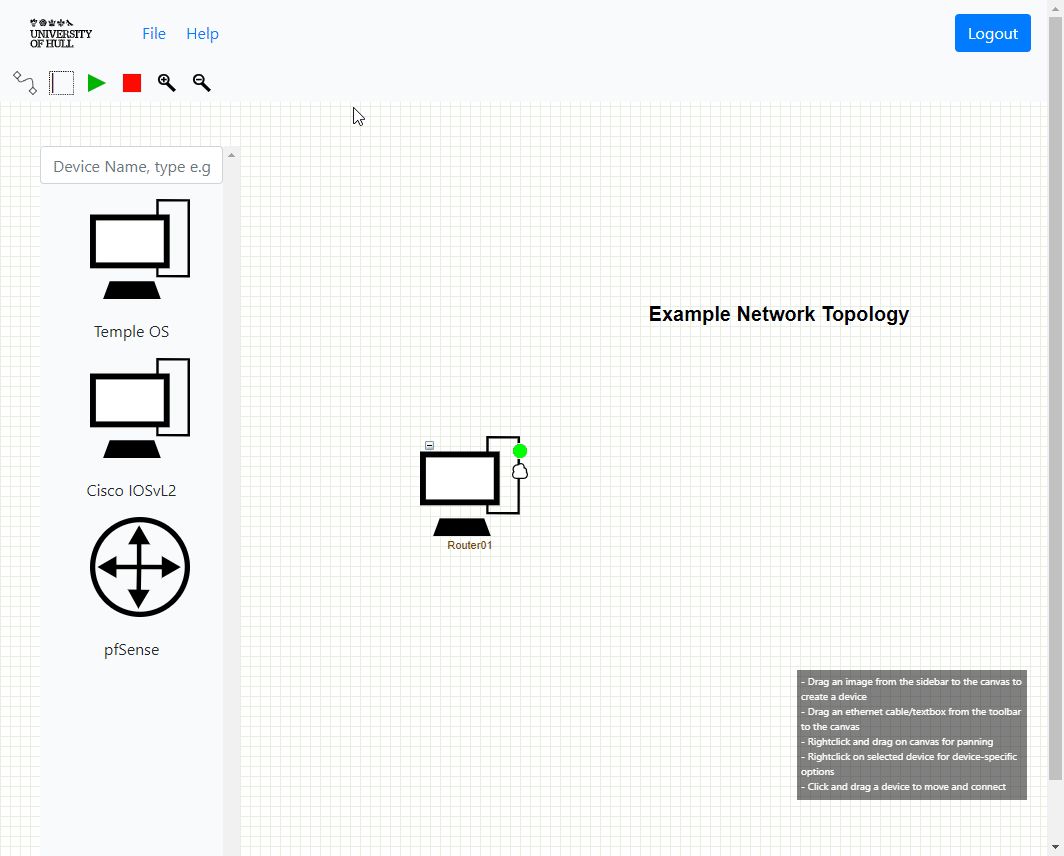 UNIVERSITY
OF HULL
File
Help
Logout
Device Name, type e.g
Temple OS
Cisco IOSvL2
pfSense
Example Network Topology
Router01
- Drag an image from the sidebar to the canvas to
create a device
- Drag an ethernet cable/textbox from the toolbar
to the canvas
- Rightclick and drag on canvas for panning
- Rightclick on selected device for device-specific
options
- Click and drag a device to move and connect